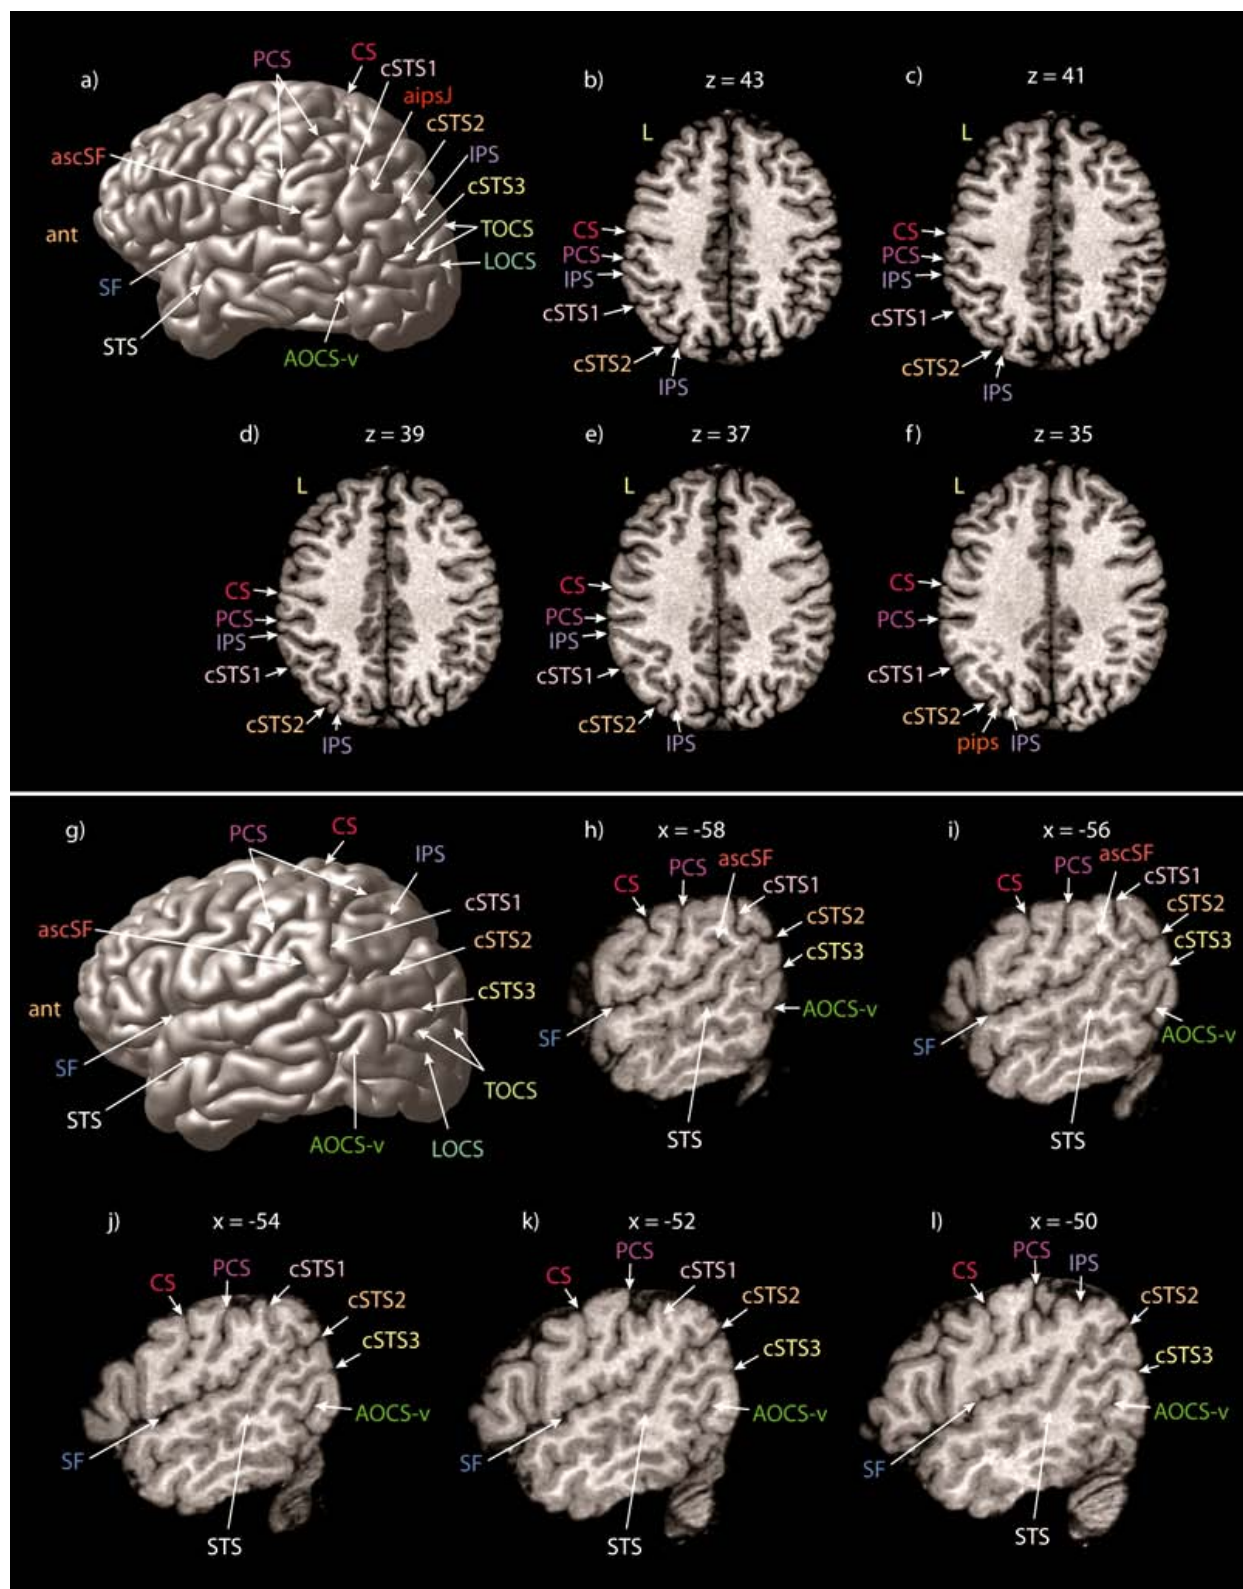 a)
PCS
CS
cSTS1
aipsJ
cSTS2
IPS
cSTS3
TOCS
LOCS
ascSF
ant
SF
STS
AOCS-v
b) z = 43
L
CS
PCS
IPS
cSTS1
cSTS2
IPS
c) z = 41
L
CS
PCS
IPS
cSTS1
cSTS2
IPS
d) z = 39
L
CS
PCS
IPS
cSTS1
cSTS2
IPS
e) z = 37
L
CS
PCS
IPS
cSTS1
cSTS2
IPS
f) z = 35
L
CS
PCS
cSTS1
cSTS2
pips IPS
g)
PCS
CS
IPS
cSTS1
cSTS2
cSTS3
ascSF
ant
SF
STS
TOCS
AOCS-v
LOCS
h) x = -58
CS
PCS
ascSF
cSTS1
cSTS2
cSTS3
AOCS-v
SF
STS
i) x = -56
CS
PCS
ascSF
cSTS1
cSTS2
cSTS3
AOCS-v
SF
STS
j) x = -54
CS
PCS
cSTS1
cSTS2
cSTS3
AOCS-v
SF
STS
k) x = -52
CS
PCS
cSTS1
cSTS2
cSTS3
AOCS-v
SF
STS
l) x = -50
CS
PCS
IPS
cSTS2
cSTS3
AOCS-v
SF
STS